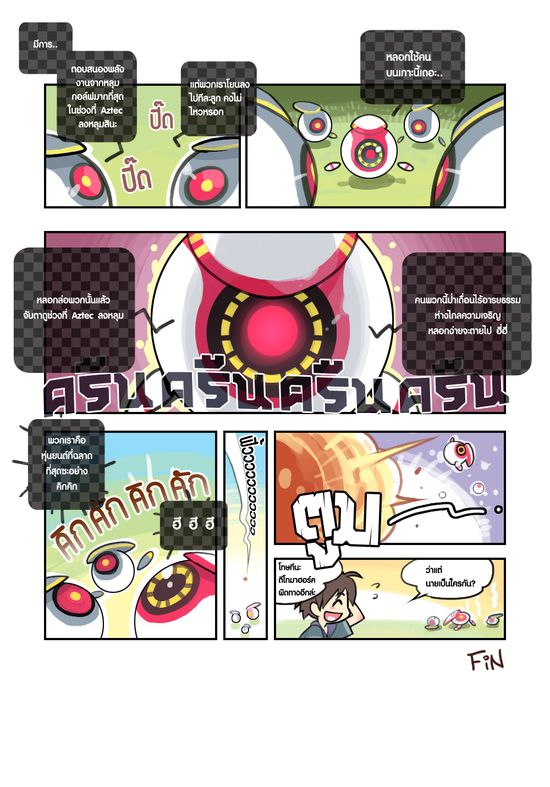 มีการ..
ตอบสนองพลัง
งานจากหลุม
กอล์ฟมากที่สุด
ในช่วงที่ Aztec
ลงหลุมสินะ
ปิ๊ด
ปิ๊ด
แต่พวกเราโยนลง
ไปทีละลูก คงไม่
ไหวหรอก
หลอกใช้คน
บนเกาะนี้เถอะ..
หลอกล่อพวกนั้นแล้ว
จับตาดูช่วงที่ Aztec ลงหลุม
คนพวกนี้ป่าเถื่อนไร้อารยธรรม
ห่างไกลความเจริญ
หลอกง่ายจะตายไป ฮี่ฮี่
ครืน ครืน ครืน ครืน
พวกเราคือ
หุ่นยนต์ที่ฉลาด
ที่สุดซะอย่าง
คิกคิก
คิก คัก คิก คัก
ฮี ฮี ฮี
ตูม
โทษทีนะ
ตีโทมาฮอร์ค
ผิดทางอีกล่ะ
ว่าแต่
นายเป็นใครกัน?
FiN